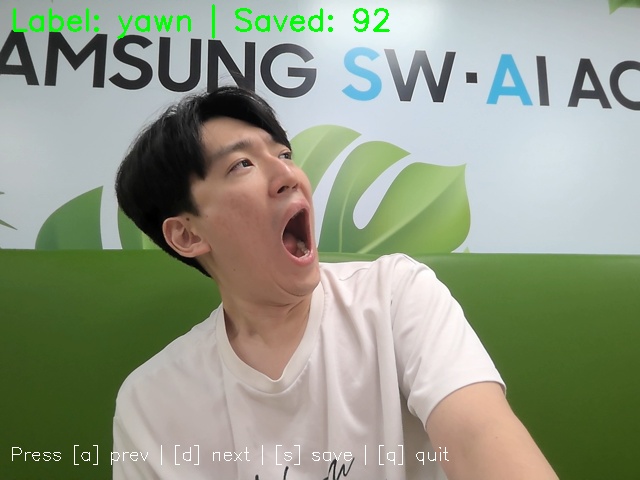 Label: yawn | Saved: 92
AMSUNG SW·AI AC
Press [a] prev | [d] next | [s] save | [q] quit